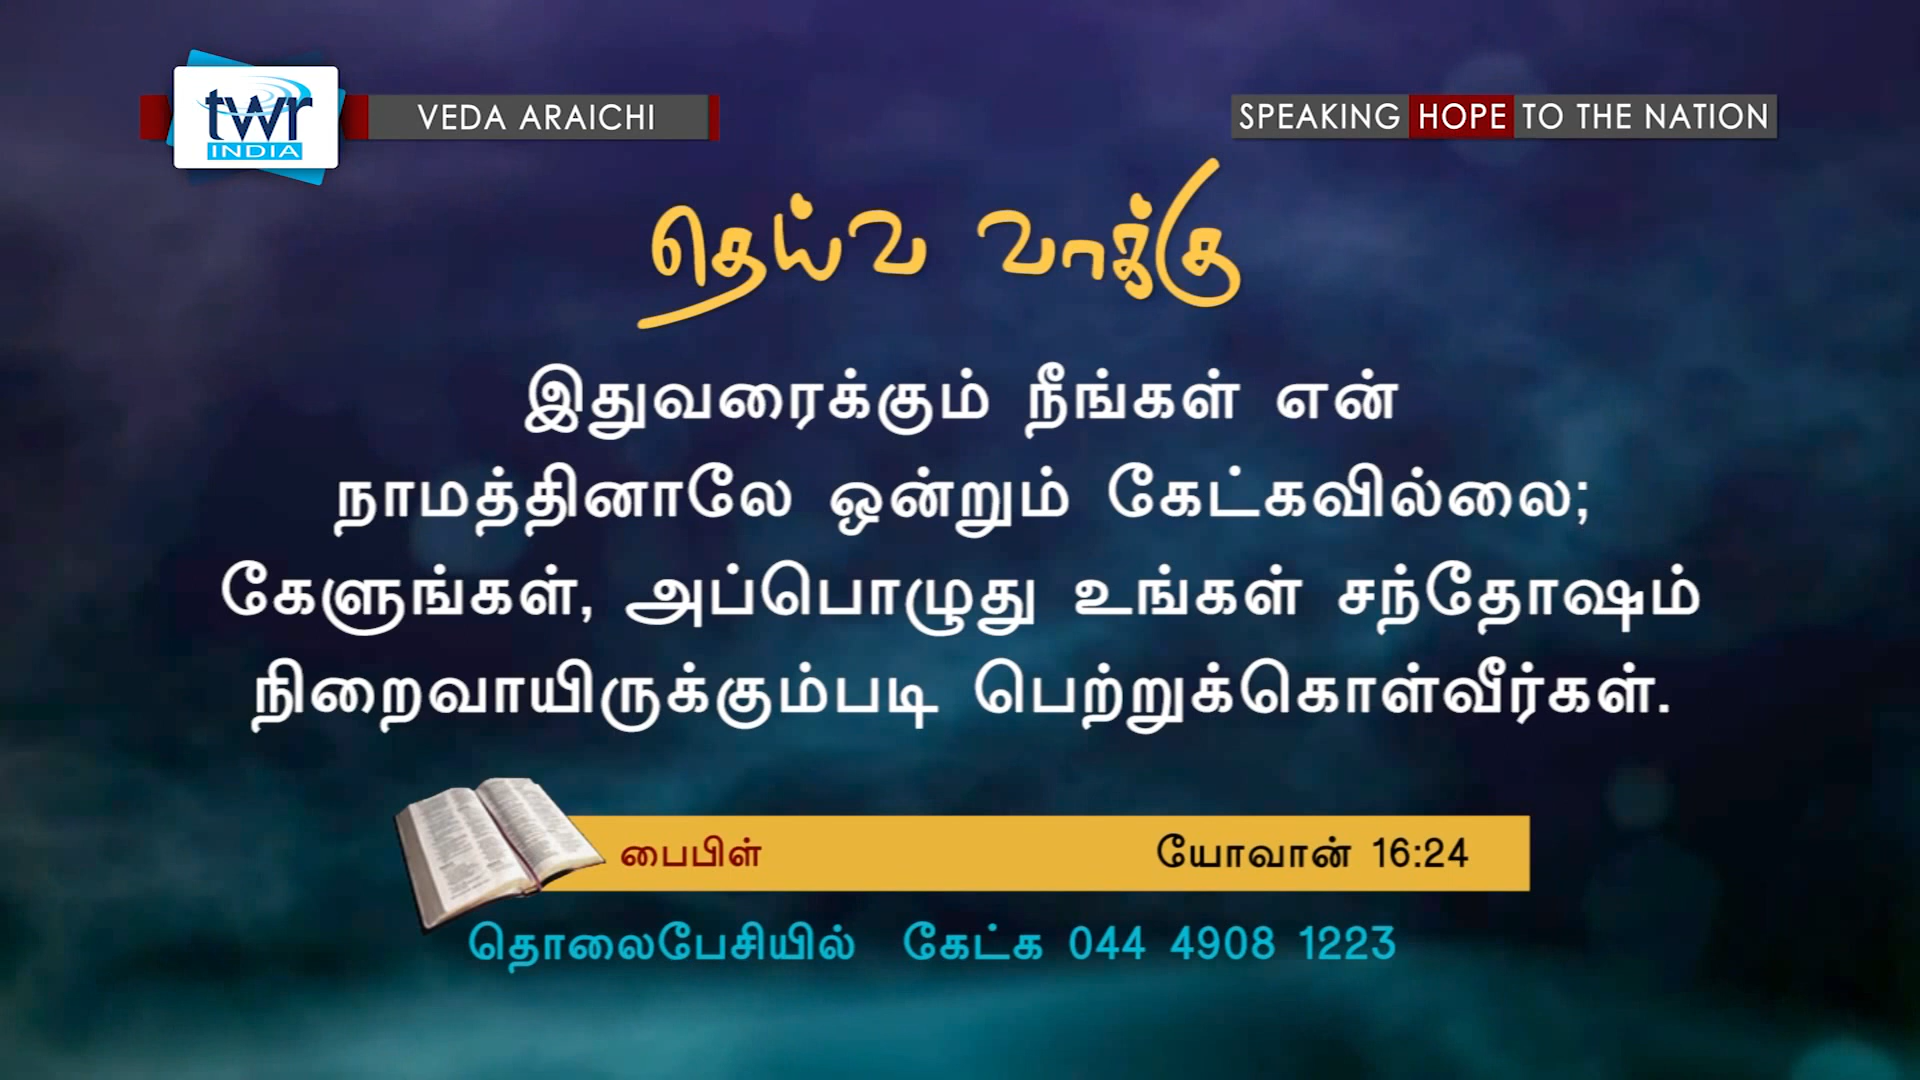 twr
INDIA
VEDA ARAICHI
SPEAKING HOPE TO THE NATION
தெய்வ வாக்கு
இதுவரைக்கும் நீங்கள் என்
நாமத்தினாலே ஒன்றும் கேட்கவில்லை;
கேளுங்கள், அப்பொழுது உங்கள் சந்தோஷம்
நிறைவாயிருக்கும்படி பெற்றுக்கொள்வீர்கள்.
பைபிள் யோவான் 16:24
தொலைபேசியில் கேட்க 044 4908 1223